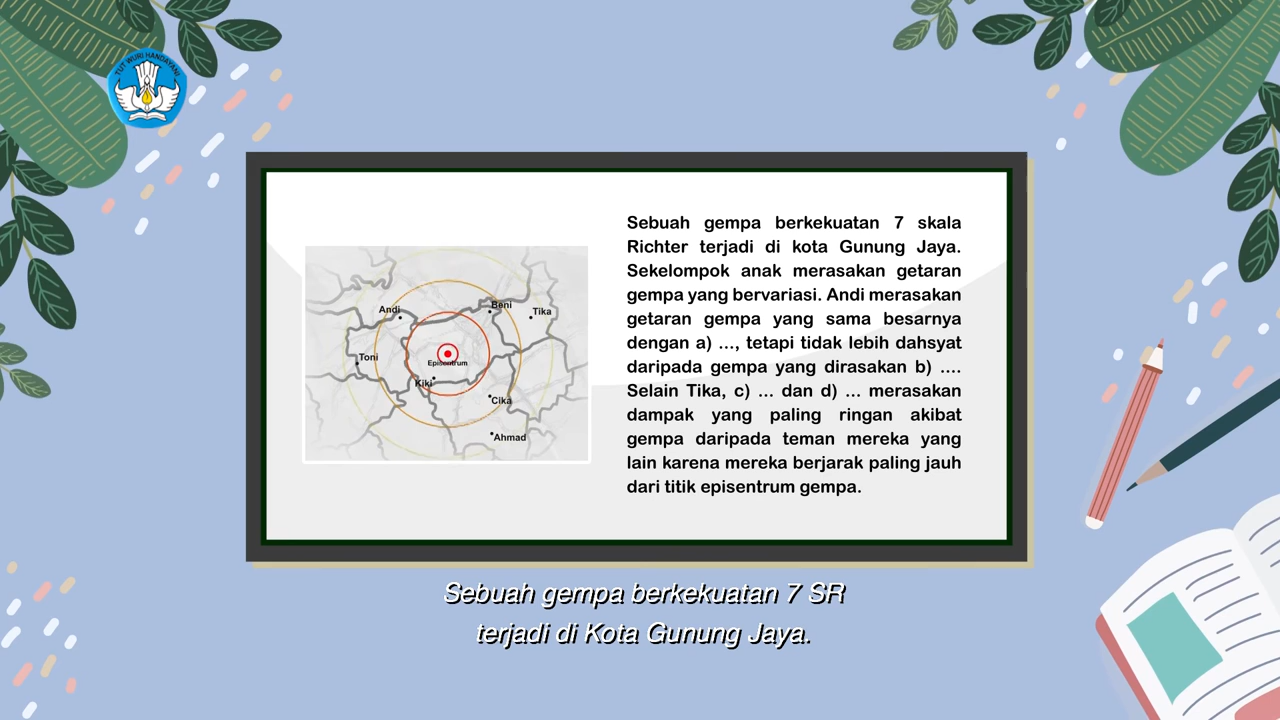 TUT WURI HANDAYANI
Sebuah gempa berkekuatan 7 skala
Richter terjadi di kota Gunung Jaya.
Sekelompok anak merasakan getaran
gempa yang bervariasi. Andi merasakan
getaran gempa yang sama besarnya
dengan a) ..., tetapi tidak lebih dahsyat
daripada gempa yang dirasakan b) ....
Selain Tika, c) ... dan d) ... merasakan
dampak yang paling ringan akibat
gempa daripada teman mereka yang
lain karena mereka berjarak paling jauh
dari titik episentrum gempa.
Andi
Beni
Tika
Toni
Episentrum
Kiki
Cika
Ahmad
Sebuah gempa berkekuatan 7 SR
terjadi di Kota Gunung Jaya.